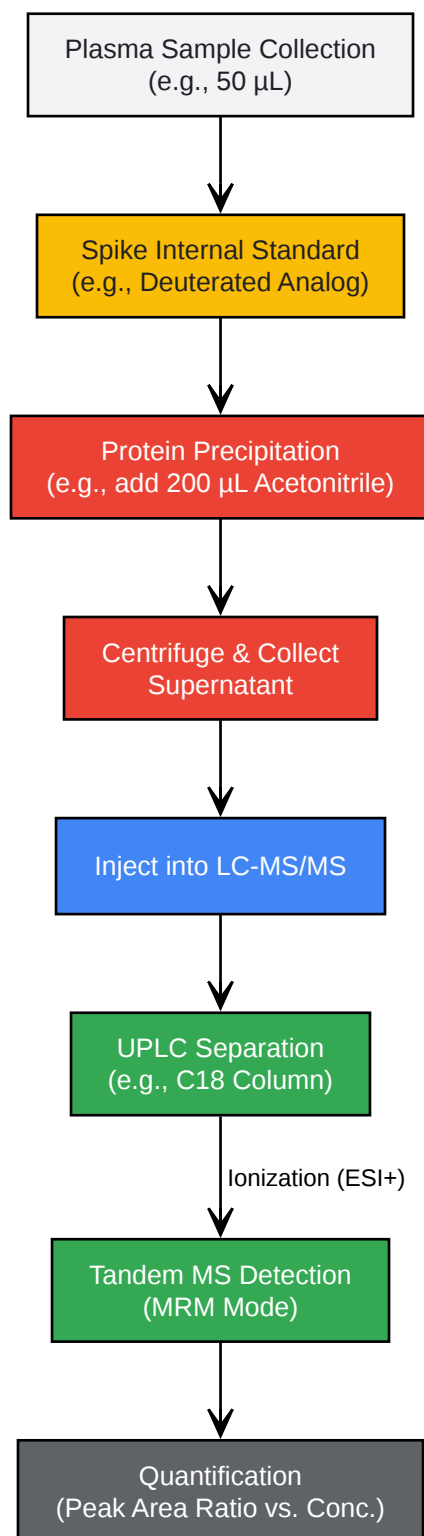 Plasma Sample Collection
(e.g., 50 µL)
Spike Internal Standard
(e.g., Deuterated Analog)
Protein Precipitation
(e.g., add 200 µL Acetonitrile)
Centrifuge & Collect
Supernatant
Inject into LC-MS/MS
UPLC Separation
(e.g., C18 Column)
Ionization (ESI+)
Tandem MS Detection
(MRM Mode)
Quantification
(Peak Area Ratio vs. Conc.)